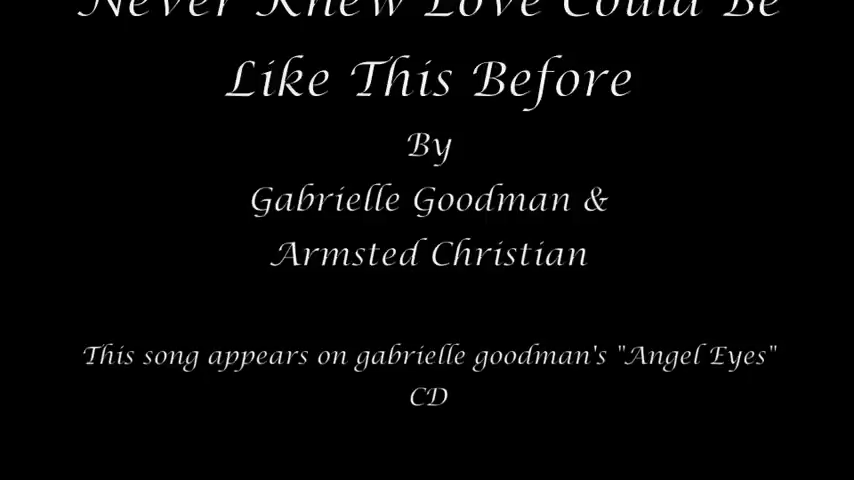 Never Knew Love Could Be
Like This Before
By
Gabrielle Goodman &
Armsted Christian
This song appears on gabrielle goodman's "Angel Eyes"
CD